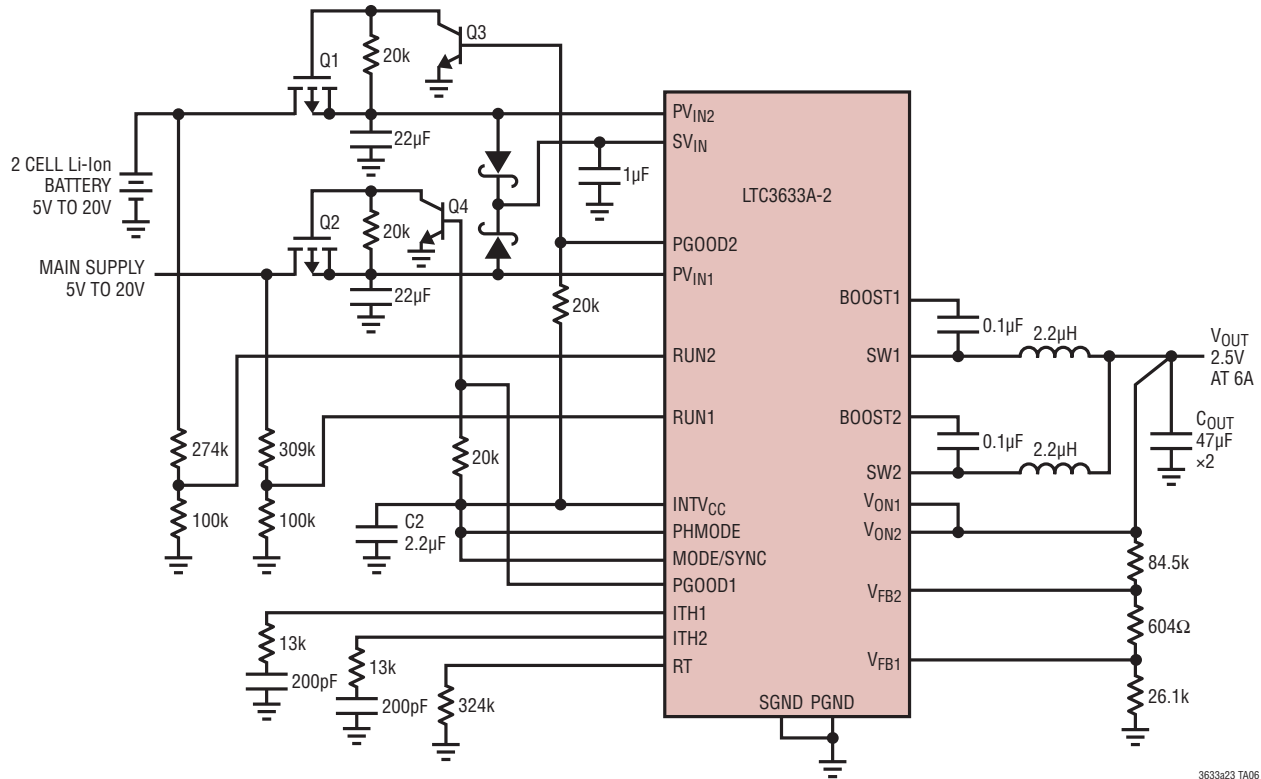 Q3
20k
Q1
PVIN2
22µF
SVIN
2 CELL Li-Ion
BATTERY
5V TO 20V
1µF
LTC3633A-2
Q4
Q2
20k
PGOOD2
MAIN SUPPLY
5V TO 20V
PVIN1
22µF
20k
BOOST1
0.1µF
2.2µH
VOUT
2.5V
AT 6A
RUN2
SW1
RUN1
BOOST2
COUT
47µF
×2
274k
309k
20k
0.1µF
2.2µH
SW2
100k
100k
C2
2.2µF
INTVCC
VON1
PHMODE
VON2
MODE/SYNC
84.5k
PGOOD1
VFB2
ITH1
604Ω
ITH2
13k
13k
RT
VFB1
200pF
200pF
324k
26.1k
SGND PGND
3633a23 TA06